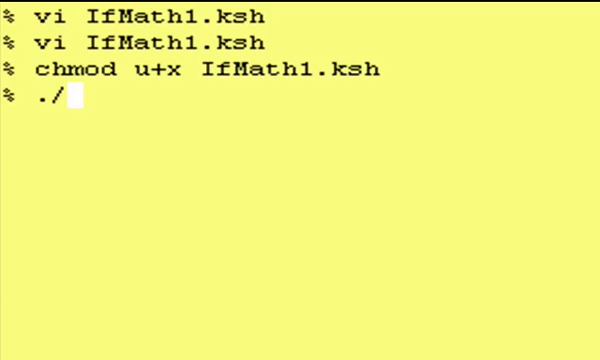 % vi IfMath1.ksh
% vi IfMath1.ksh
% chmod u+x IfMath1.ksh
% ./